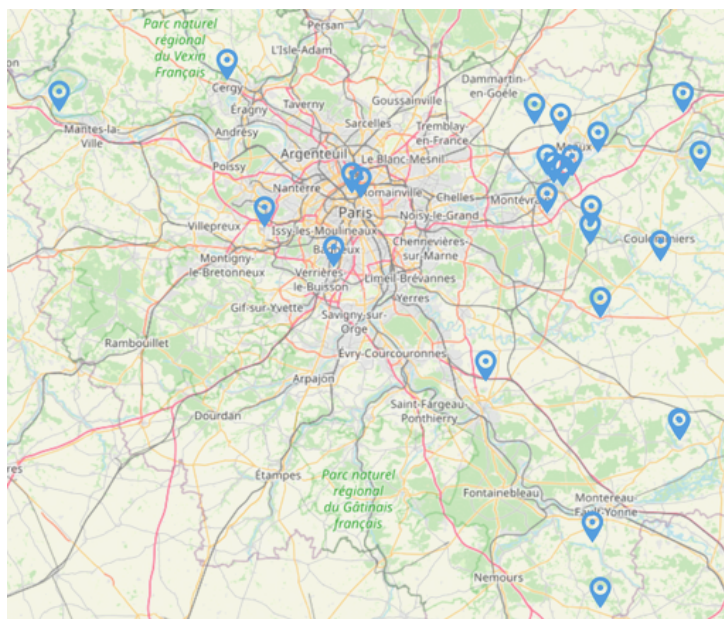 Parc naturel
régional
du Vexin
Français
Persan
L'Isle-Adam
Dammartin-
en-Goële
Cergy
Taverny
Goussainville
Éragny
Mantes-la-
Ville
Andrésy
Sarcelles
Tremblay-
en-France
Argenteuil
Le Blanc-Mesnil
Meaux
Poissy
Nanterre
Romainville
Chelles
Montévrain
Paris
Noisy-le-Grand
Villepreux
Issy-les-Moulineaux
Montigny-
le-Bretonneux
Bagneux
Chennevières-
sur-Marne
Coulommiers
Verrières-
le-Buisson
Limeil-Brévannes
Yerres
Gif-sur-Yvette
Savigny-sur-
Orge
Rambouillet
Évry-Courcouronnes
Arpajon
Saint-Fargeau-
Ponthierry
Dourdan
Étampes
Parc naturel
régional
du Gâtinais
français
Fontainebleau
Montereau-
Fault-Yonne
Nemours